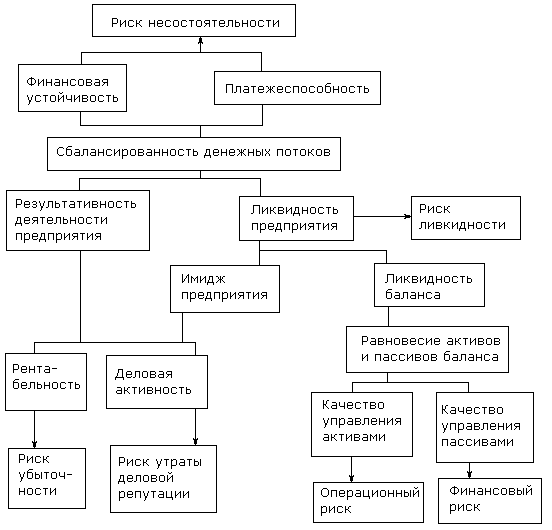 Риск несостоятельности
Финансовая
устойчивость
Платежеспособность
Сбалансированность денежных потоков
Результативность
деятельности
предприятия
Ликвидность
предприятия
Риск
ливкидности
Имидж
предприятия
Ликвидность
баланса
Равновесие активов
и пассивов баланса
Рента-
бельность
Деловая
активность
Качество
управления
активами
Качество
управления
пассивами
Риск
убыточ-
ности
Риск утраты
деловой
репутации
Операционный
риск
Финансовый
риск